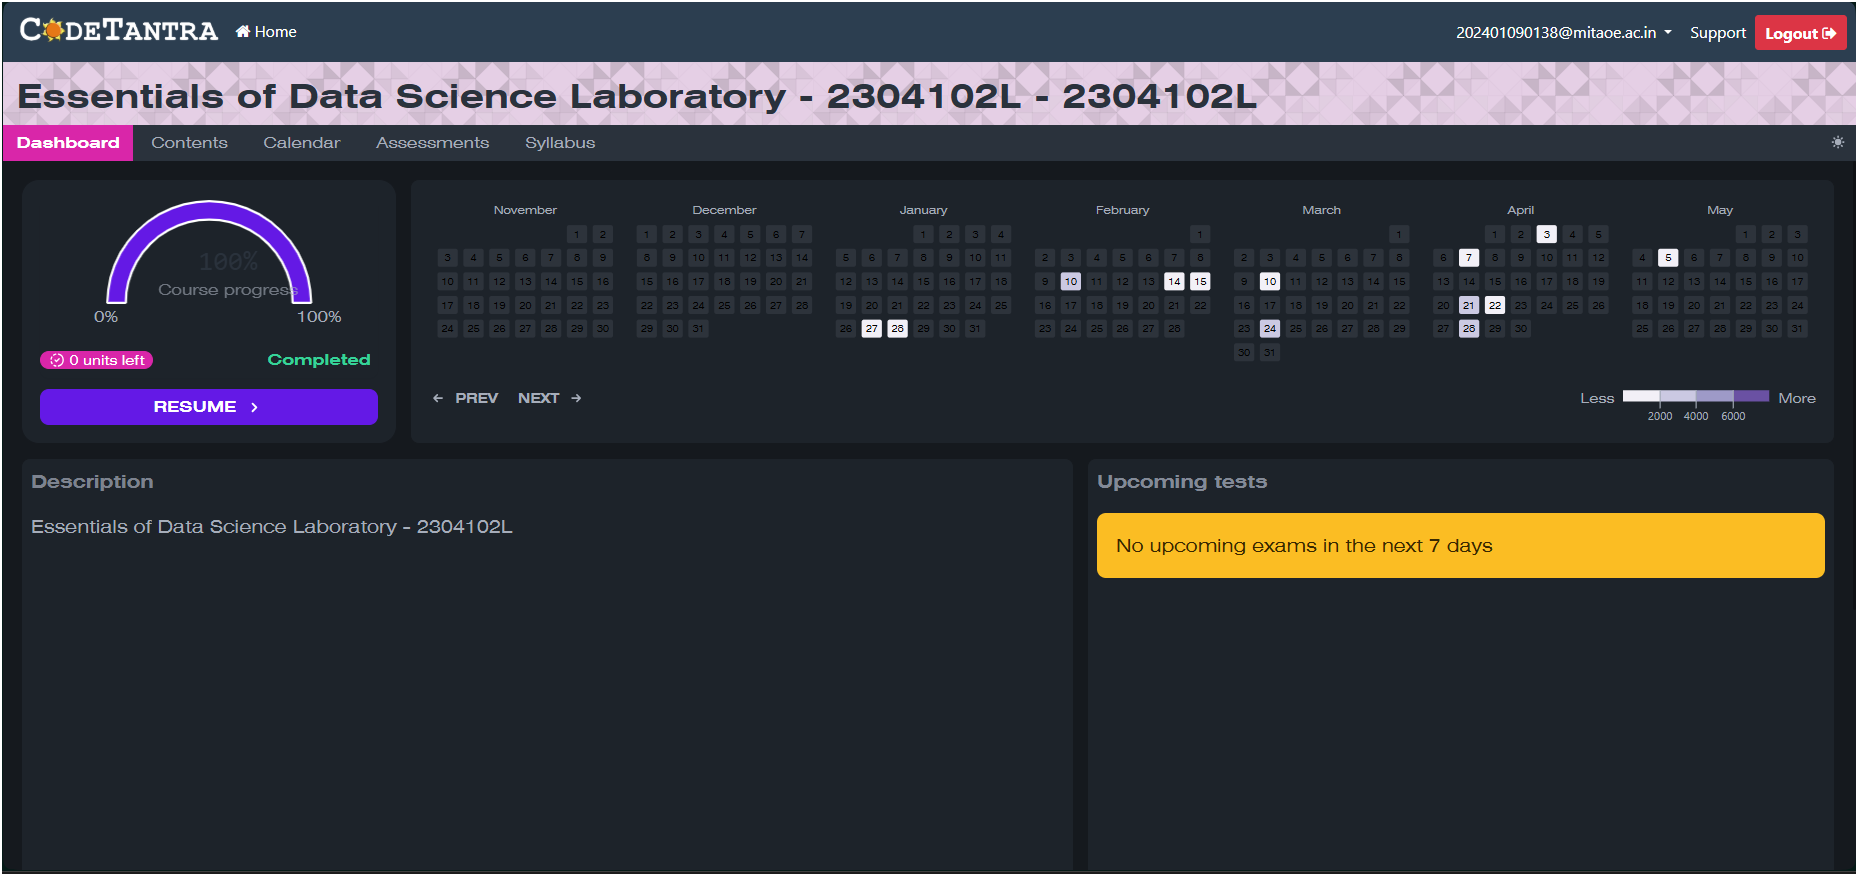 CODETANTRA Home 202401090138@mitaoe.ac.in Support Logout
Essentials of Data Science Laboratory - 2304102L - 2304102L
Dashboard Contents Calendar Assessments Syllabus
100%
Course progress
0% 100%
0 units left Completed
RESUME
November
1 2
3 4 5 6 7 8 9
10 11 12 13 14 15 16
17 18 19 20 21 22 23
24 25 26 27 28 29 30
December
1 2 3 4 5 6 7
8 9 10 11 12 13 14
15 16 17 18 19 20 21
22 23 24 25 26 27 28
29 30 31
January
1 2 3 4
5 6 7 8 9 10 11
12 13 14 15 16 17 18
19 20 21 22 23 24 25
26 27 28 29 30 31
February
1
2 3 4 5 6 7 8
9 10 11 12 13 14 15
16 17 18 19 20 21 22
23 24 25 26 27 28
March
1
2 3 4 5 6 7 8
9 10 11 12 13 14 15
16 17 18 19 20 21 22
23 24 25 26 27 28 29
30 31
April
1 2 3 4 5
6 7 8 9 10 11 12
13 14 15 16 17 18 19
20 21 22 23 24 25 26
27 28 29 30
May
1 2 3
4 5 6 7 8 9 10
11 12 13 14 15 16 17
18 19 20 21 22 23 24
25 26 27 28 29 30 31
← PREV NEXT →
Less More
2000 4000 6000
Description
Essentials of Data Science Laboratory - 2304102L
Upcoming tests
No upcoming exams in the next 7 days